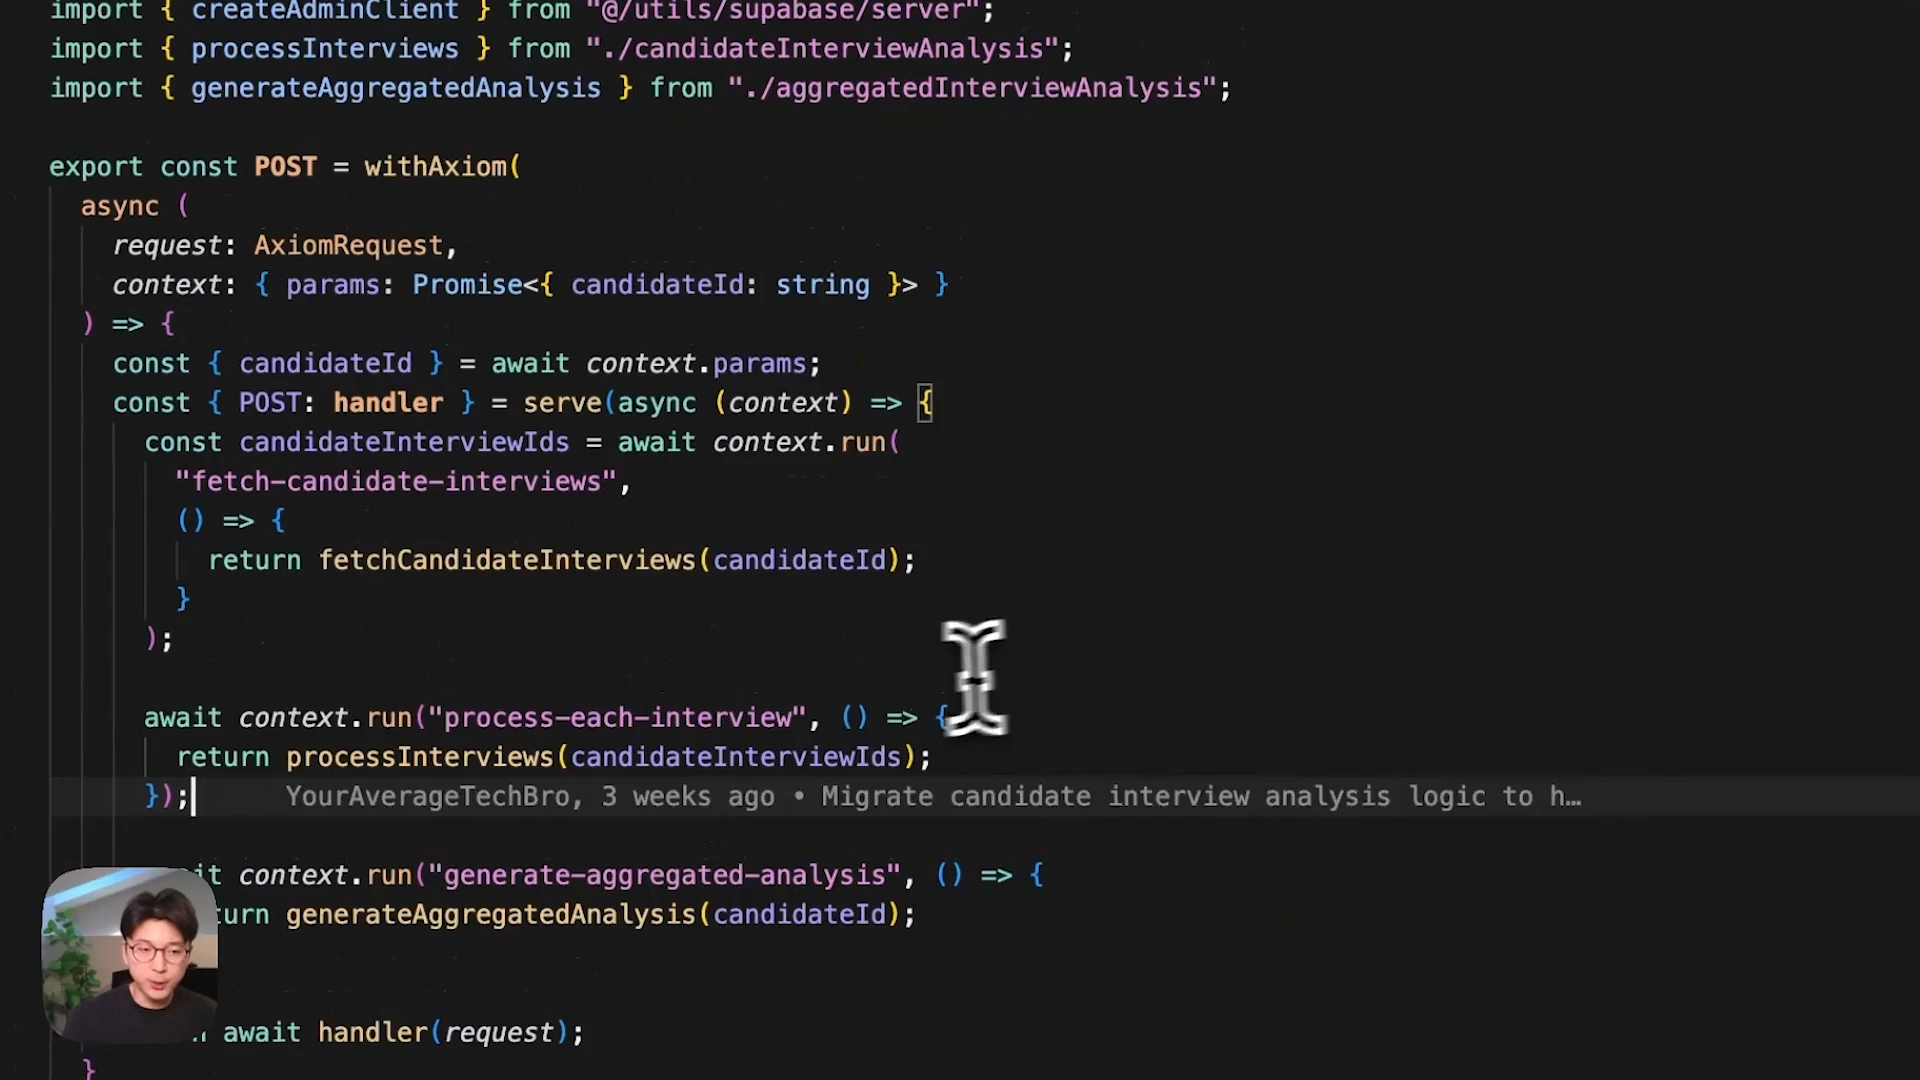 import { createAdminClient } from "@/utils/supabase/server";
import { processInterviews } from "./candidateInterviewAnalysis";
import { generateAggregatedAnalysis } from "./aggregatedInterviewAnalysis";
export const POST = withAxiom(
async (
request: AxiomRequest,
context: { params: Promise<{ candidateId: string }> }
) => {
const { candidateId } = await context.params;
const { POST: handler } = serve(async (context) => {
const candidateInterviewIds = await context.run(
"fetch-candidate-interviews",
() => {
return fetchCandidateInterviews(candidateId);
}
);
await context.run("process-each-interview", () => {
return processInterviews(candidateInterviewIds);
}); YourAverageTechBro, 3 weeks ago • Migrate candidate interview analysis logic to h…
context.run("generate-aggregated-analysis", () => {
generateAggregatedAnalysis(candidateId);
await handler(request);
}